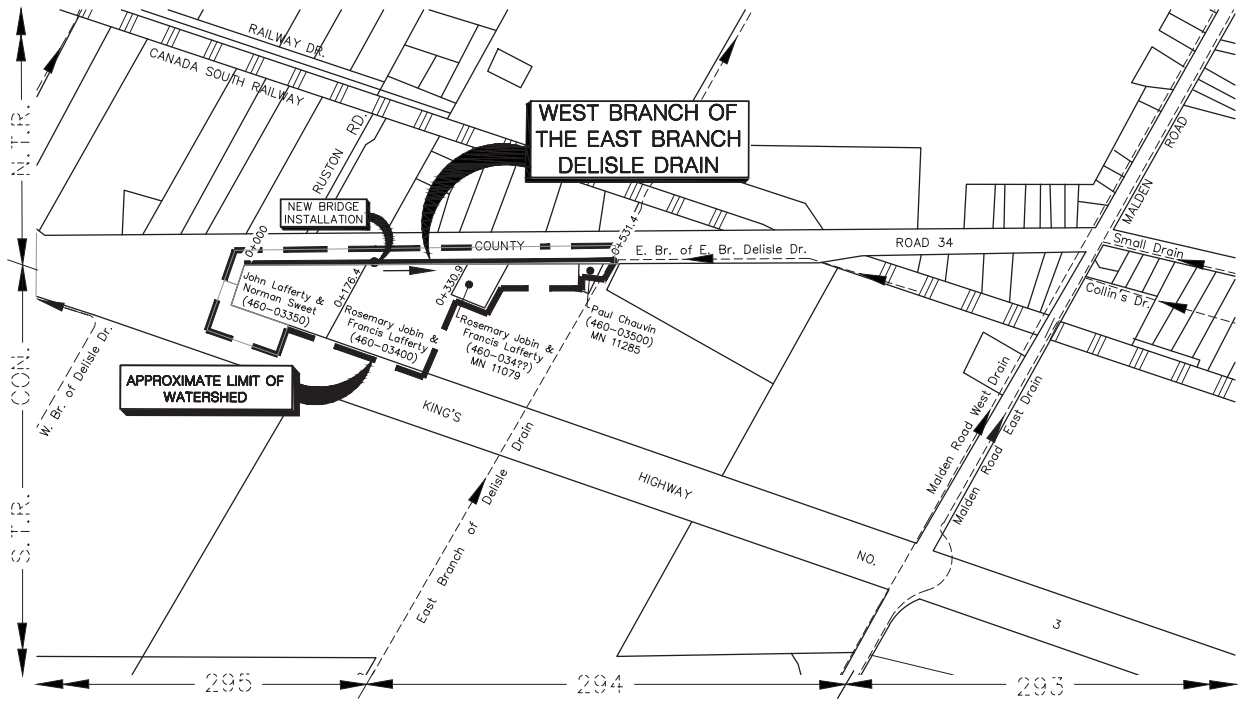 RAILWAY DR.
CANADA SOUTH RAILWAY
RUSTON RD.
N.T.R.
WEST BRANCH OF
THE EAST BRANCH
DELISLE DRAIN
NEW BRIDGE
INSTALLATION
MALDEN ROAD
0+000
COUNTY
0+531.4
E. Br. of E. Br. Delisle Dr.
ROAD 34
Small Drain
Collin's Dr.
0+176.4
0+330.9
John Lafferty &
Norman Sweet
(460-03350)
Rosemary Jobin &
Francis Lafferty
(460-03400)
Rosemary Jobin &
Francis Lafferty
(460-034??)
MN 11079
Paul Chauvin
(460-03500)
MN 11285
W. Br. of Delisle Dr.
CON.
APPROXIMATE LIMIT OF
WATERSHED
KING'S
HIGHWAY
NO.
3
East Branch of Delisle Drain
Malden Road West Drain
Malden Road East Drain
S.T.R.
295
294
293